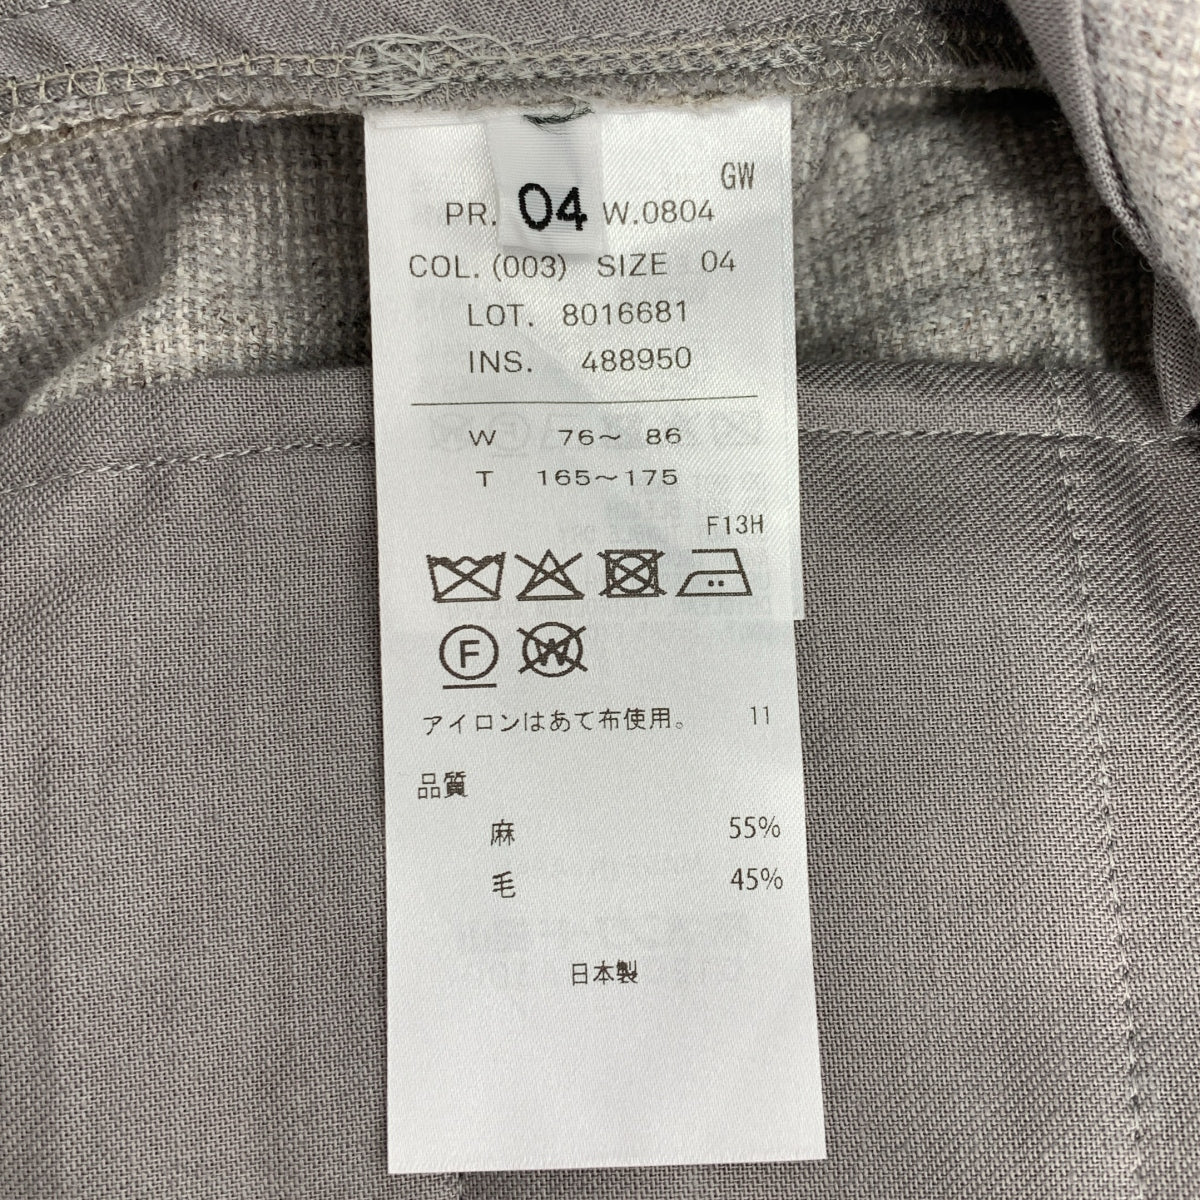 GW
PR. 04 W.0804
COL. (003) SIZE 04
LOT. 8016681
INS. 488950
W 76～ 86
T 165～175
F13H
F W
アイロンはあて布使用。 11
品質
麻 55%
毛 45%
日本製